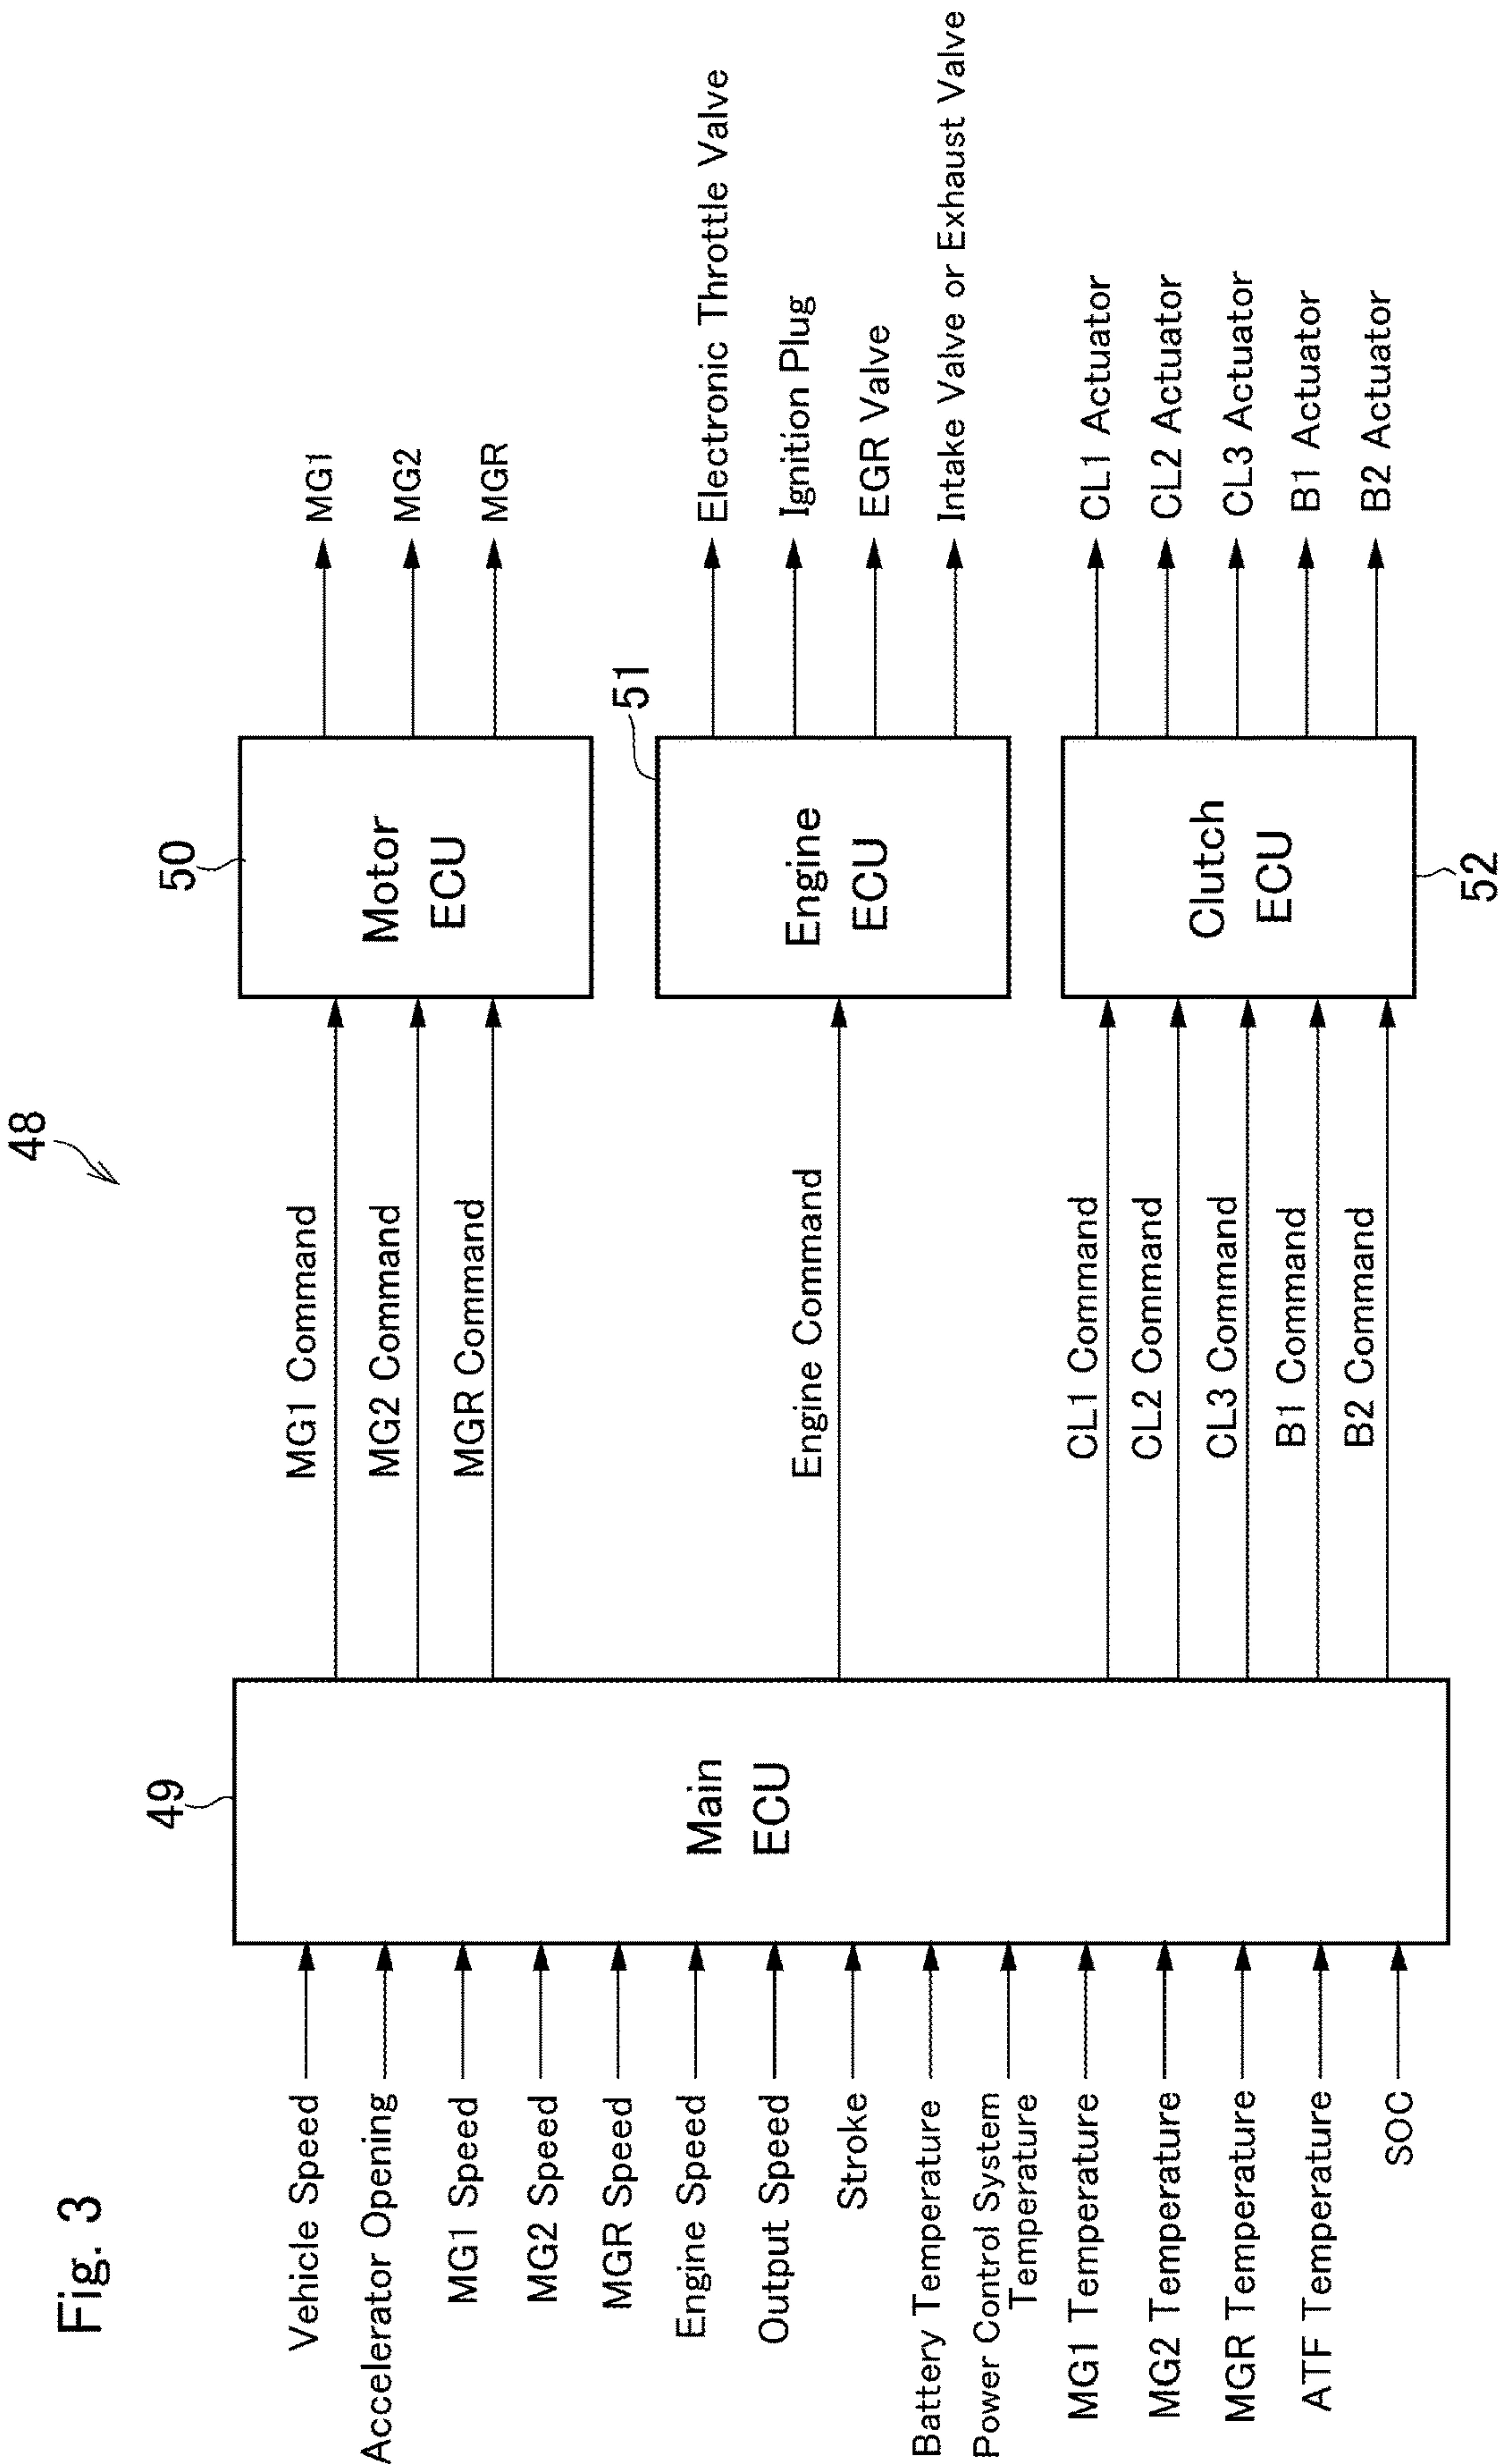 Fig. 3
48
Vehicle Speed
Accelerator Opening
MG1 Speed
MG2 Speed
MGR Speed
Engine Speed
Output Speed
Stroke
Battery Temperature
Power Control System
Temperature
MG1 Temperature
MG2 Temperature
MGR Temperature
ATF Temperature
SOC
49
Main
ECU
MG1 Command
MG2 Command
MGR Command
Engine Command
CL1 Command
CL2 Command
CL3 Command
B1 Command
B2 Command
50
Motor
ECU
51
Engine
ECU
Clutch
ECU
52
MG1
MG2
MGR
Electronic Throttle Valve
Ignition Plug
EGR Valve
Intake Valve or Exhaust Valve
CL1 Actuator
CL2 Actuator
CL3 Actuator
B1 Actuator
B2 Actuator